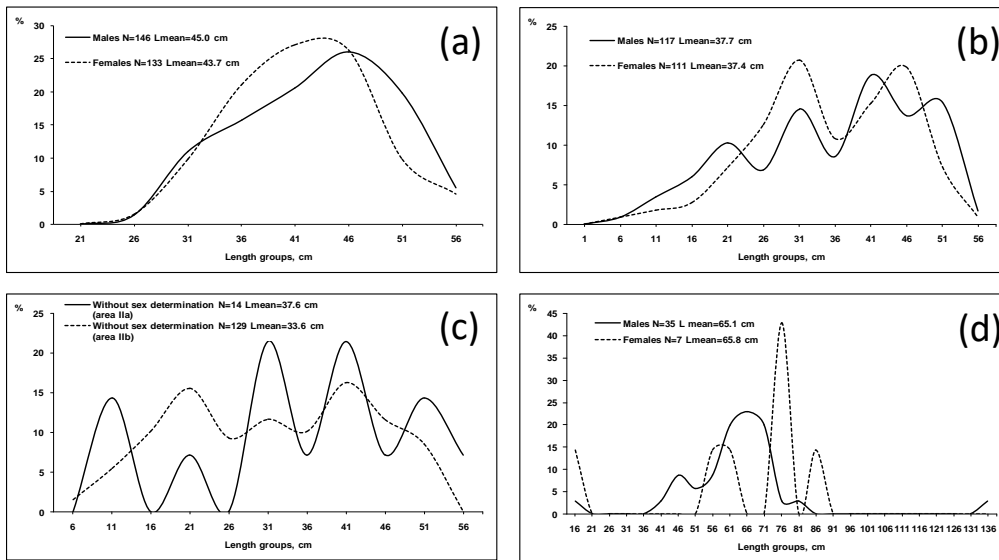 %
(a)
Males N=146 Lmean=45.0 cm
Females N=133 Lmean=43.7 cm
30
25
20
15
10
5
0
21 26 31 36 41 46 51 56
Length groups, cm
%
(b)
Males N=117 Lmean=37.7 cm
Females N=111 Lmean=37.4 cm
25
20
15
10
5
0
1 6 11 16 21 26 31 36 41 46 51 56
Length groups, cm
%
(c)
Without sex determination N=14 Lmean=37.6 cm
(area IIa)
Without sex determination N=129 Lmean=33.6 cm
(area IIb)
25
20
15
10
5
0
6 11 16 21 26 31 36 41 46 51 56
Length groups, cm
%
(d)
Males N=35 L mean=65.1 cm
Females N=7 Lmean=65.8 cm
45
40
35
30
25
20
15
10
5
0
16 21 26 31 36 41 46 51 56 61 66 71 76 81 86 91 96 101 106 111 116 121 126 131 136
Length groups, cm